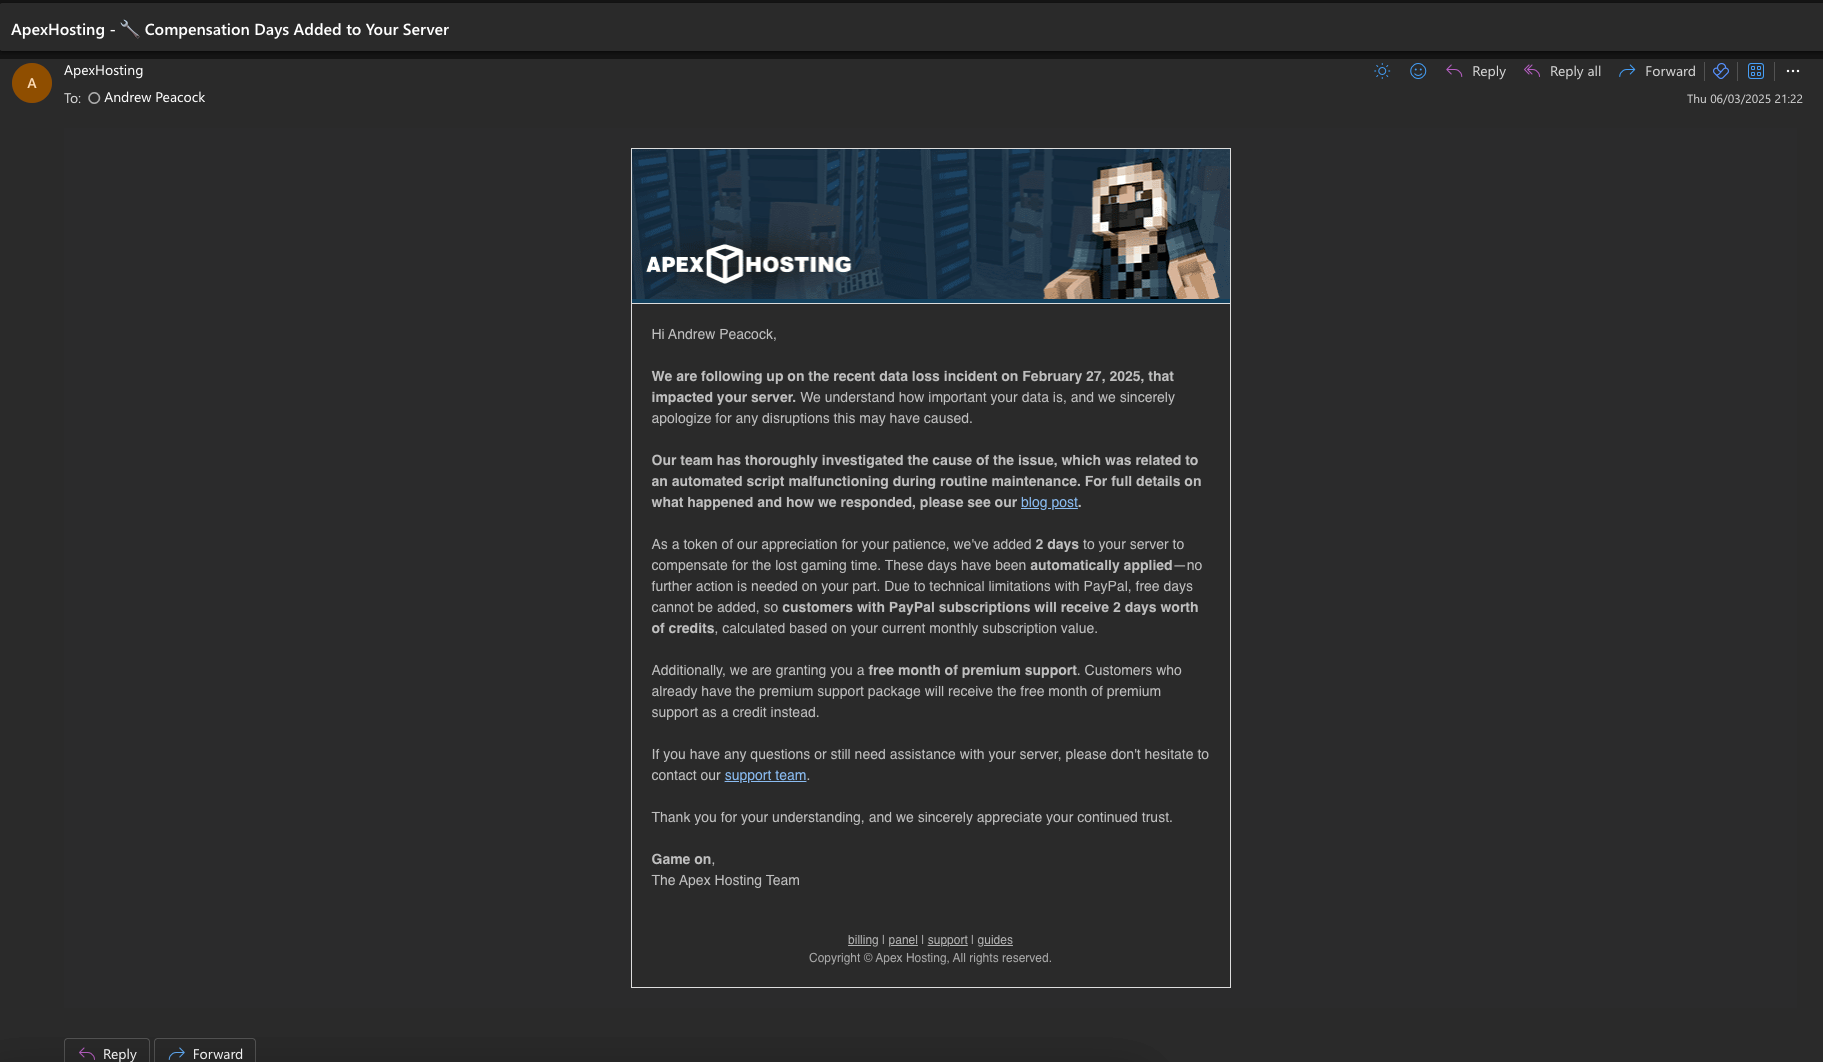 ApexHosting - 🔧 Compensation Days Added to Your Server
A
ApexHosting
To: Andrew Peacock
Reply
Reply all
Forward
Thu 06/03/2025 21:22
APEX HOSTING
Hi Andrew Peacock,
We are following up on the recent data loss incident on February 27, 2025, that
impacted your server. We understand how important your data is, and we sincerely
apologize for any disruptions this may have caused.
Our team has thoroughly investigated the cause of the issue, which was related to
an automated script malfunctioning during routine maintenance. For full details on
what happened and how we responded, please see our blog post.
As a token of our appreciation for your patience, we've added 2 days to your server to
compensate for the lost gaming time. These days have been automatically applied—no
further action is needed on your part. Due to technical limitations with PayPal, free days
cannot be added, so customers with PayPal subscriptions will receive 2 days worth
of credits, calculated based on your current monthly subscription value.
Additionally, we are granting you a free month of premium support. Customers who
already have the premium support package will receive the free month of premium
support as a credit instead.
If you have any questions or still need assistance with your server, please don't hesitate to
contact our support team.
Thank you for your understanding, and we sincerely appreciate your continued trust.
Game on,
The Apex Hosting Team
billing | panel | support | guides
Copyright © Apex Hosting, All rights reserved.
Reply
Forward